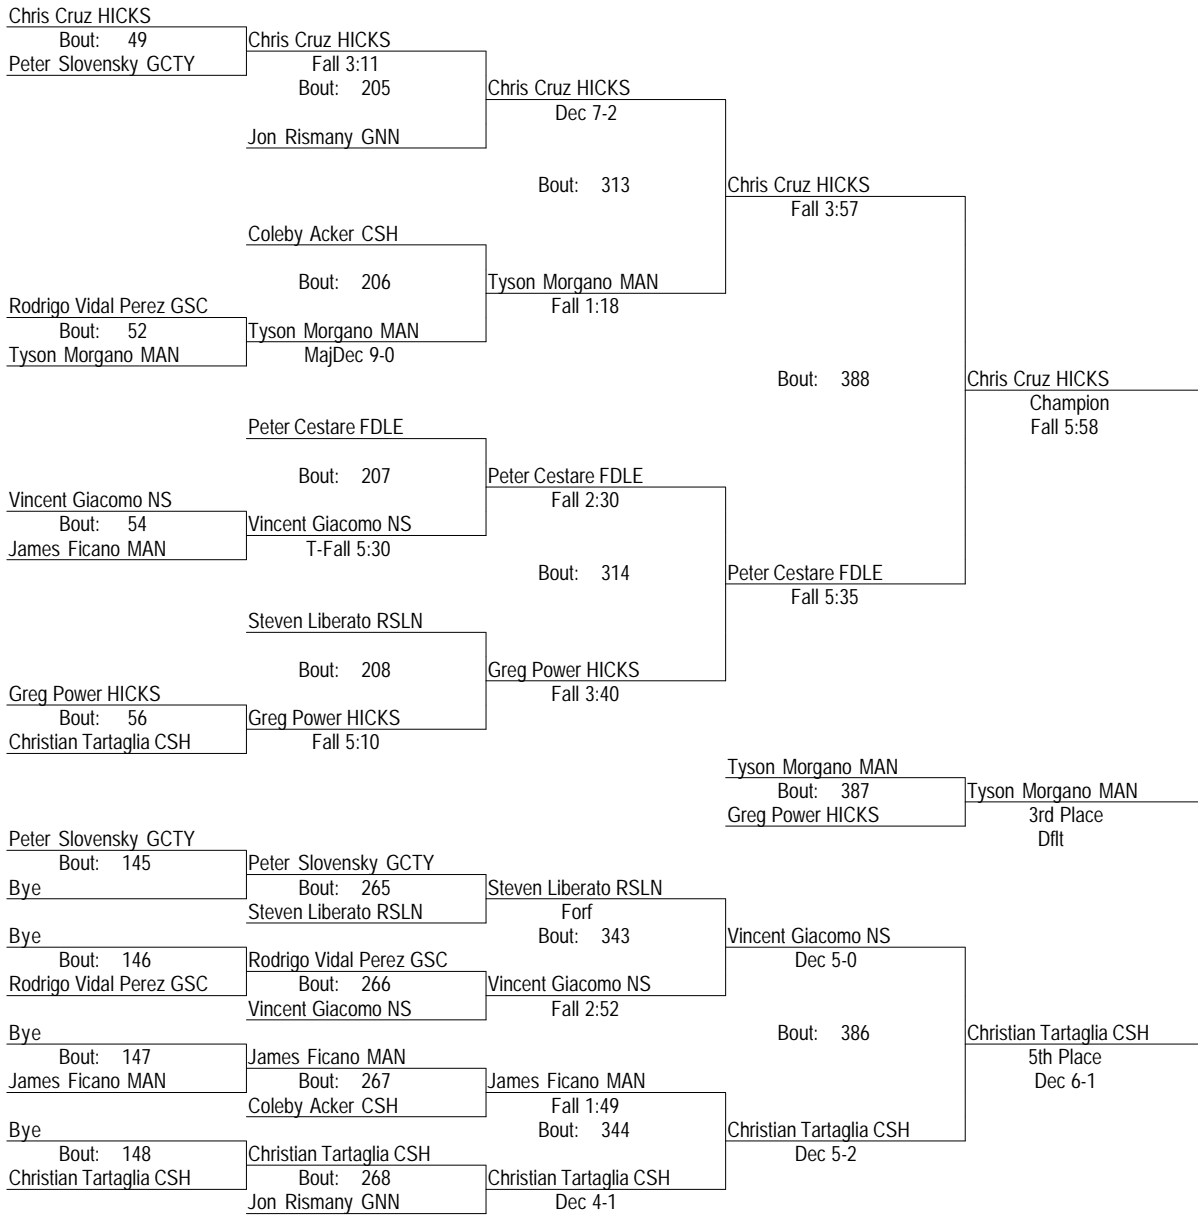 Chris Cruz HICKS
Bout: 49
Chris Cruz HICKS
Peter Slovensky GCTY
Fall 3:11
Bout: 205
Chris Cruz HICKS
Dec 7-2
Jon Rismany GNN
Bout: 313
Chris Cruz HICKS
Fall 3:57
Coleby Acker CSH
Bout: 206
Tyson Morgano MAN
Rodrigo Vidal Perez GSC
Fall 1:18
Bout: 52
Tyson Morgano MAN
Tyson Morgano MAN
MajDec 9-0
Bout: 388
Chris Cruz HICKS
Champion
Fall 5:58
Peter Cestare FDLE
Bout: 207
Peter Cestare FDLE
Vincent Giacomo NS
Fall 2:30
Bout: 54
Vincent Giacomo NS
James Ficano MAN
T-Fall 5:30
Bout: 314
Peter Cestare FDLE
Fall 5:35
Steven Liberato RSLN
Bout: 208
Greg Power HICKS
Greg Power HICKS
Fall 3:40
Bout: 56
Greg Power HICKS
Christian Tartaglia CSH
Fall 5:10
Tyson Morgano MAN
Bout: 387
Tyson Morgano MAN
Greg Power HICKS
3rd Place
Dflt
Peter Slovensky GCTY
Bout: 145
Peter Slovensky GCTY
Bye
Bout: 265
Steven Liberato RSLN
Steven Liberato RSLN
Forf
Bye
Bout: 343
Vincent Giacomo NS
Bout: 146
Rodrigo Vidal Perez GSC
Dec 5-0
Rodrigo Vidal Perez GSC
Bout: 266
Vincent Giacomo NS
Vincent Giacomo NS
Fall 2:52
Bye
Bout: 386
Christian Tartaglia CSH
Bout: 147
James Ficano MAN
5th Place
James Ficano MAN
Bout: 267
James Ficano MAN
Dec 6-1
Coleby Acker CSH
Fall 1:49
Bye
Bout: 344
Christian Tartaglia CSH
Bout: 148
Christian Tartaglia CSH
Dec 5-2
Christian Tartaglia CSH
Bout: 268
Christian Tartaglia CSH
Jon Rismany GNN
Dec 4-1